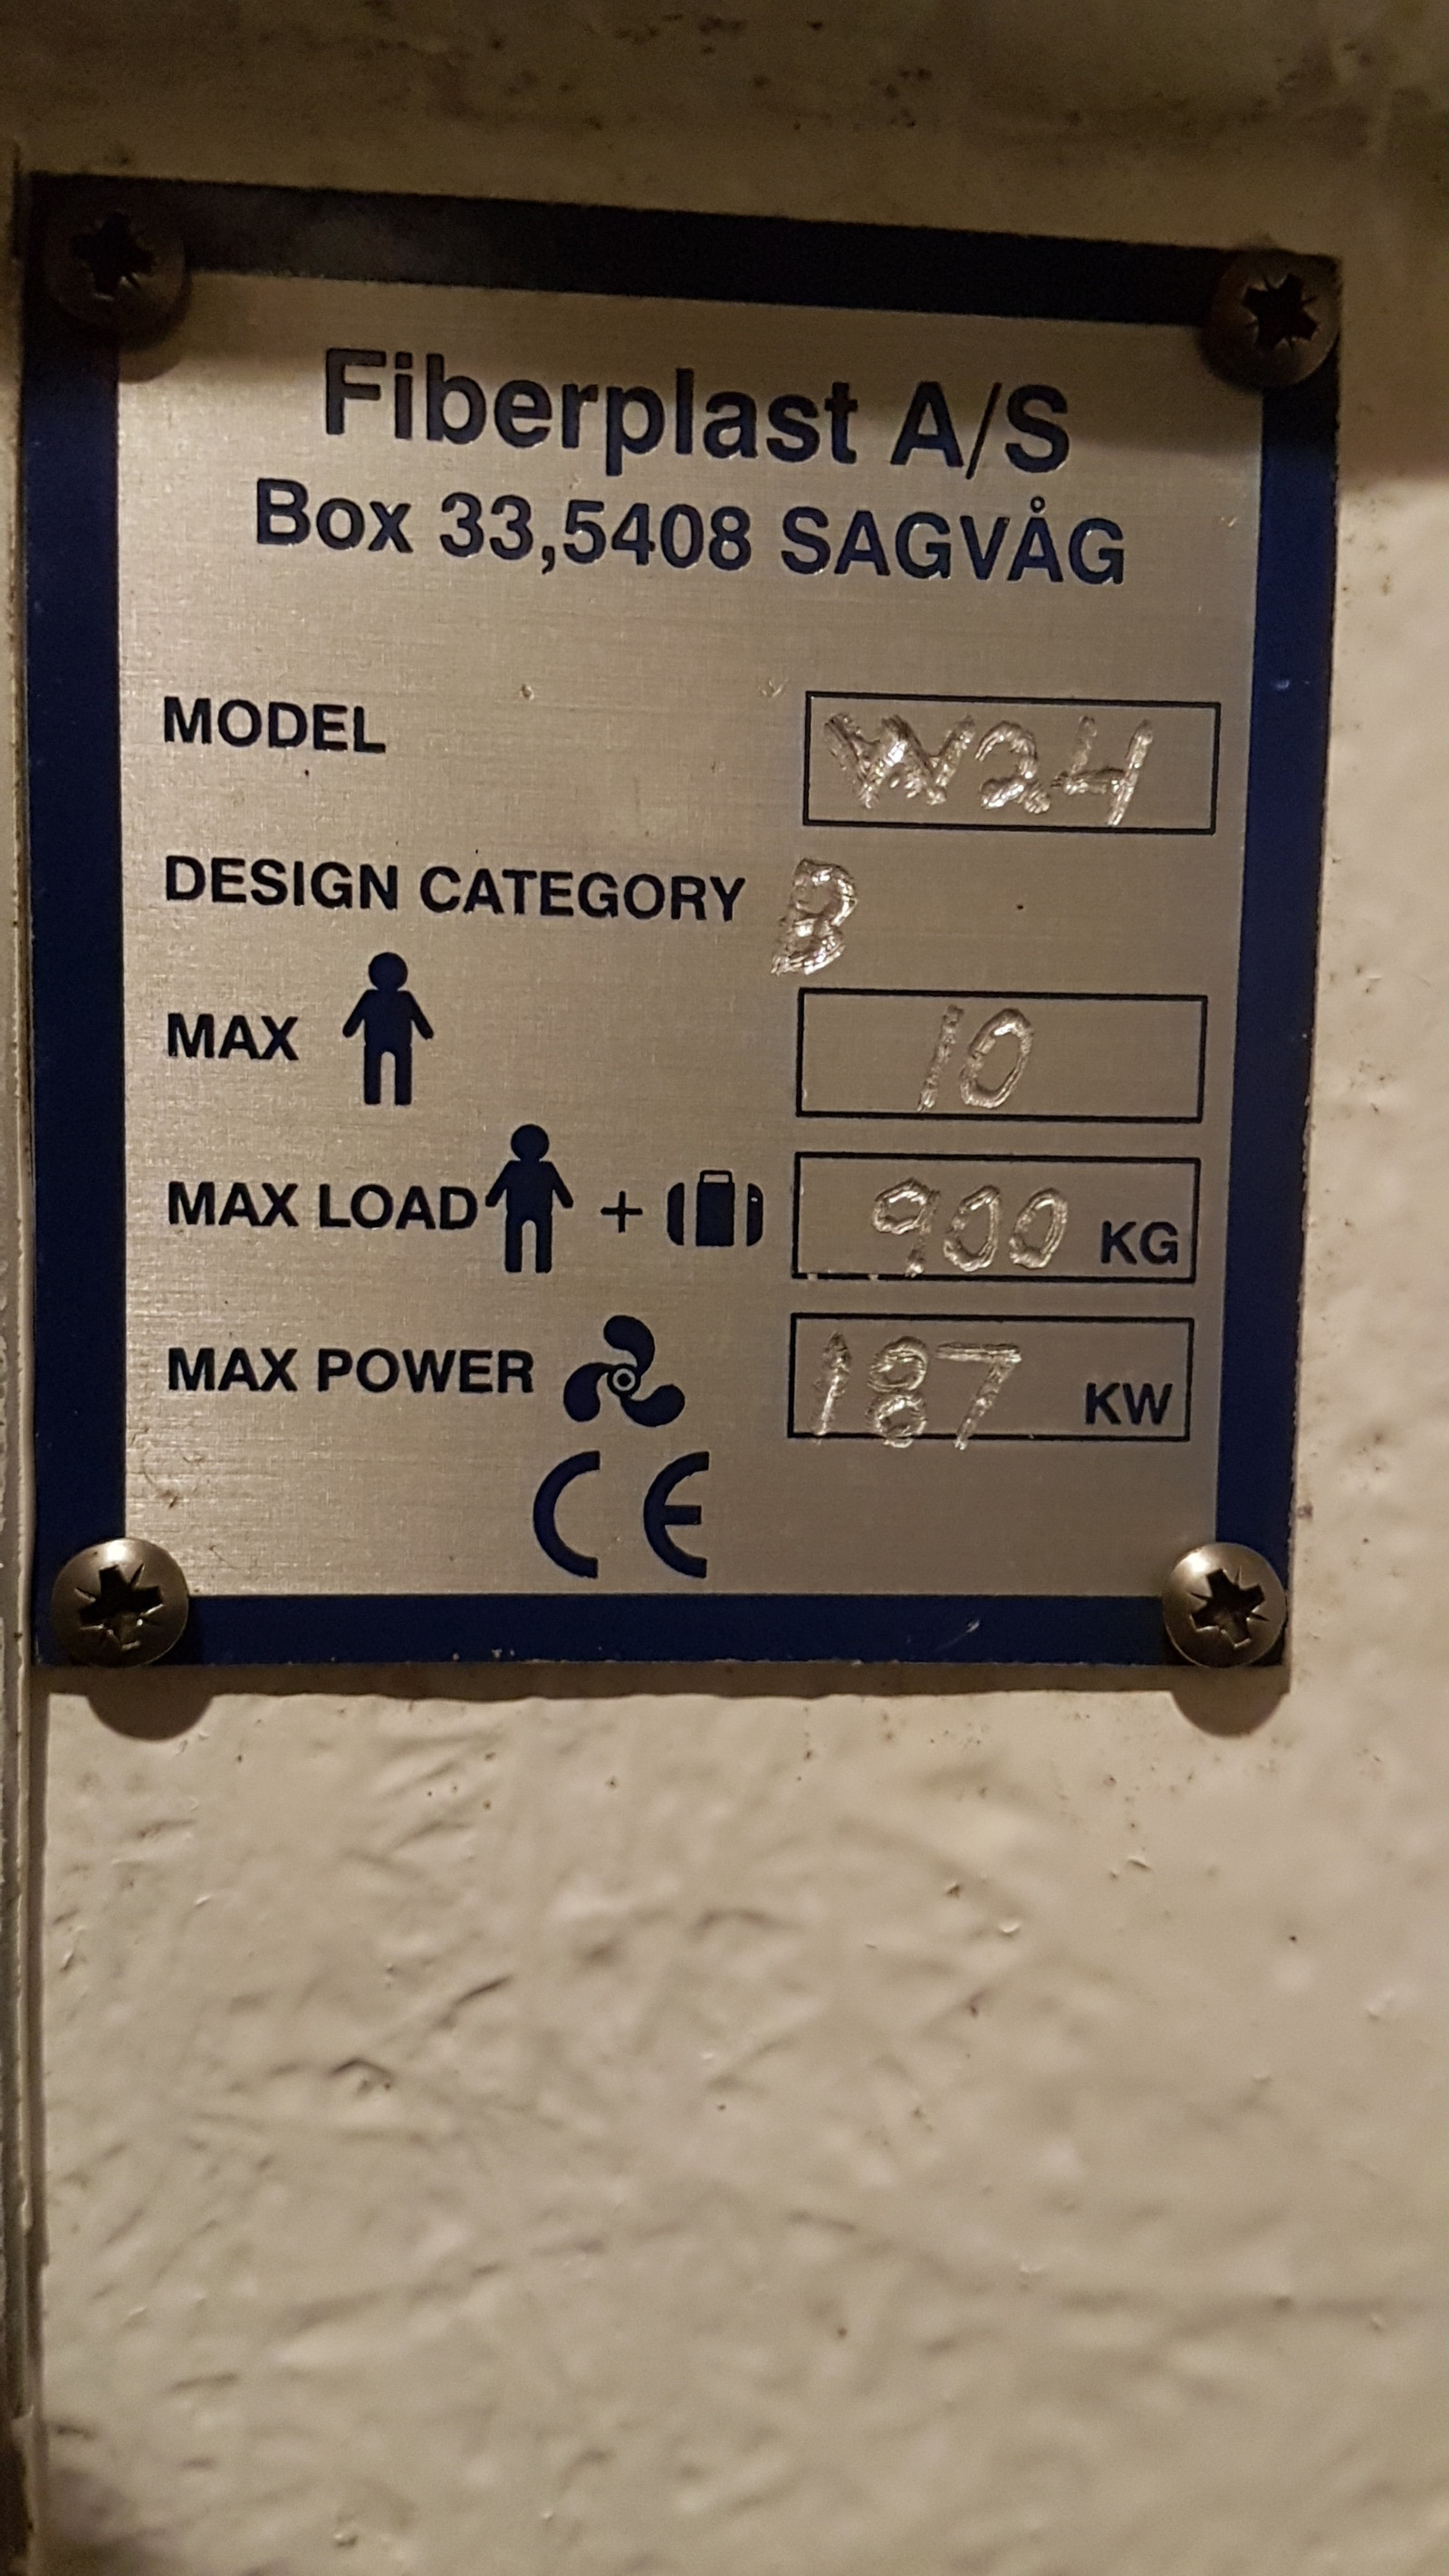 Fiberplast A/S
Box 33,5408 SAGVÅG
MODEL W24
DESIGN CATEGORY B
MAX 10
MAX LOAD + 900 KG
MAX POWER 187 KW
CE